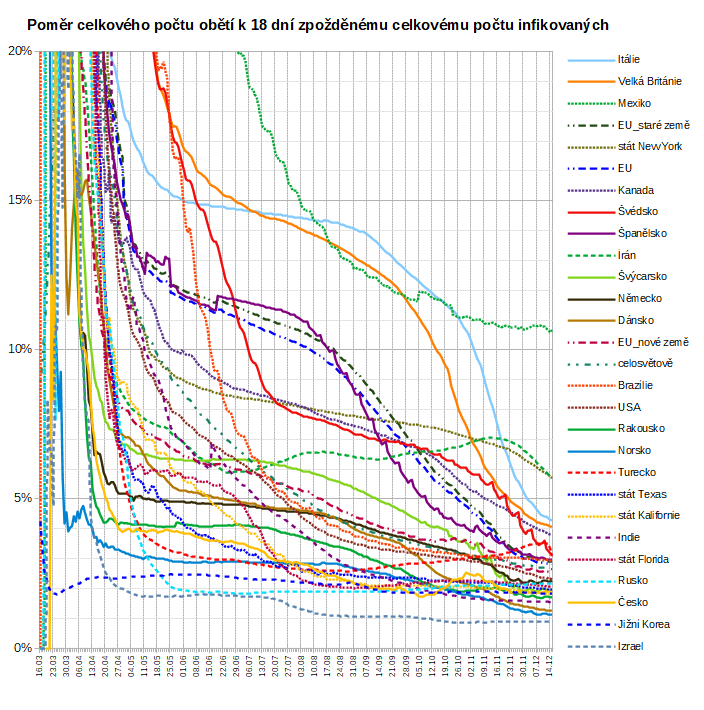 Poměr celkového počtu obětí k 18 dní zpožděnému celkovému počtu infikovaných
20%
15%
10%
5%
0%
16.03
23.03
30.03
06.04
13.04
20.04
27.04
04.05
11.05
18.05
25.05
01.06
08.06
15.06
22.06
29.06
06.07
13.07
20.07
27.07
03.08
10.08
17.08
24.08
31.08
07.09
14.09
21.09
28.09
05.10
12.10
19.10
26.10
02.11
09.11
16.11
23.11
30.11
07.12
14.12
Itálie
Velká Británie
Mexiko
EU_staré země
stát NewYork
EU
Kanada
Švédsko
Španělsko
Irán
Švýcarsko
Německo
Dánsko
EU_nové země
celosvětově
Brazílie
USA
Rakousko
Norsko
Turecko
stát Texas
stát Kalifornie
Indie
stát Florida
Rusko
Česko
Jižní Korea
Izrael